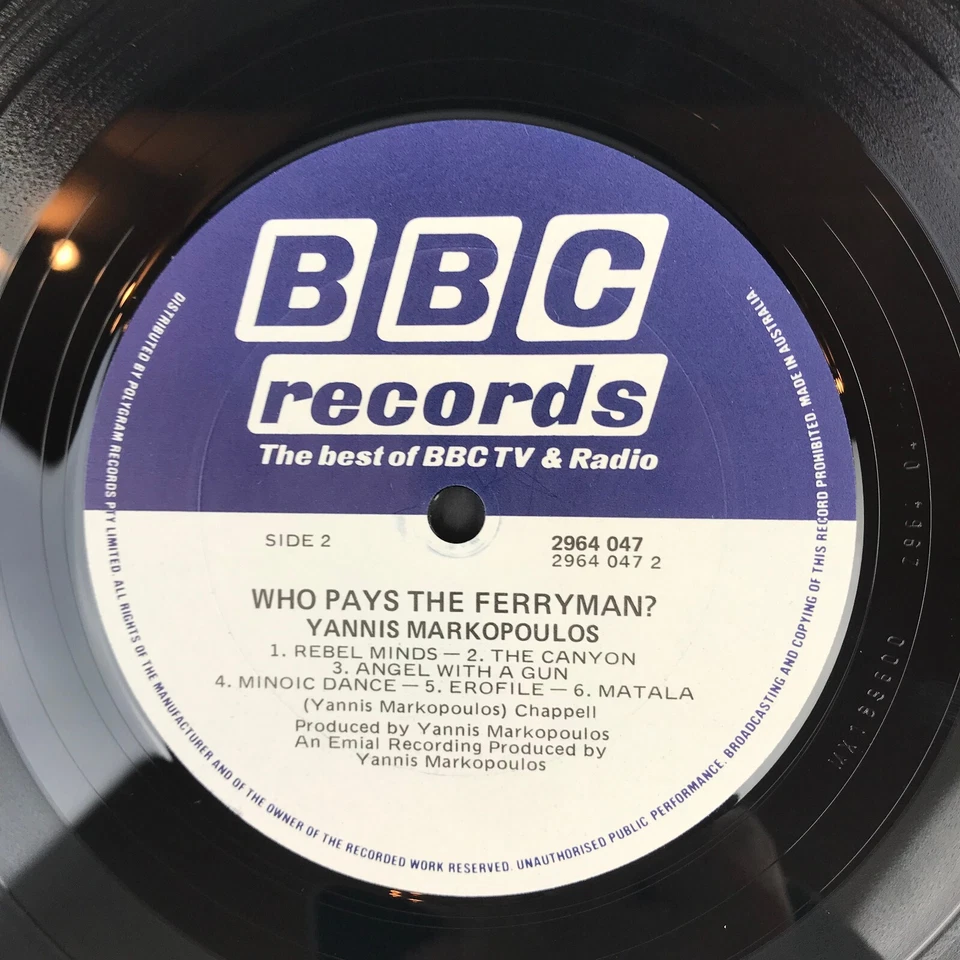 BBC
records
The best of BBC TV & Radio
SIDE 2
2964 047
2964 047 2
WHO PAYS THE FERRYMAN?
YANNIS MARKOPOULOS
1. REBEL MINDS — 2. THE CANYON
3. ANGEL WITH A GUN
4. MINOIC DANCE — 5. EROFILE — 6. MATALA
(Yannis Markopoulos) Chappell
Produced by Yannis Markopoulos
An Emial Recording Produced by
Yannis Markopoulos
DISTRIBUTED BY POLYGRAM RECORDS PTY LIMITED. ALL RIGHTS OF THE MANUFACTURER AND OF THE OWNER OF THE RECORDED WORK RESERVED. UNAUTHORISED PUBLIC PERFORMANCE. BROADCASTING AND COPYING OF THIS RECORD PROHIBITED. MADE IN AUSTRALIA.